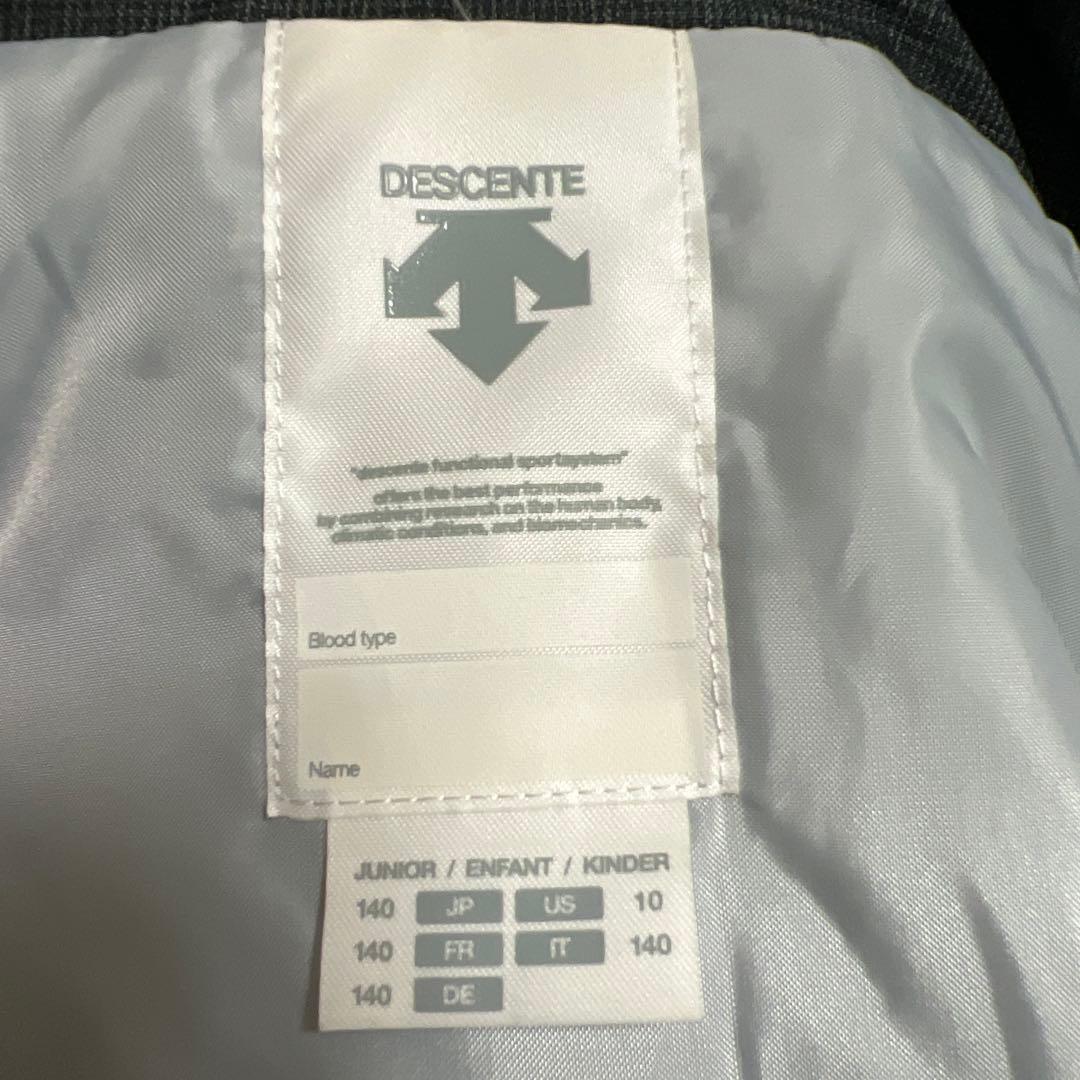 DESCENTE
"descente functional sportsystem"
offers the best performance
by combining research on the human body,
climatic conditions, and biomechanics.
Blood type
Name
JUNIOR / ENFANT / KINDER
140 JP US 10
140 FR IT 140
140 DE